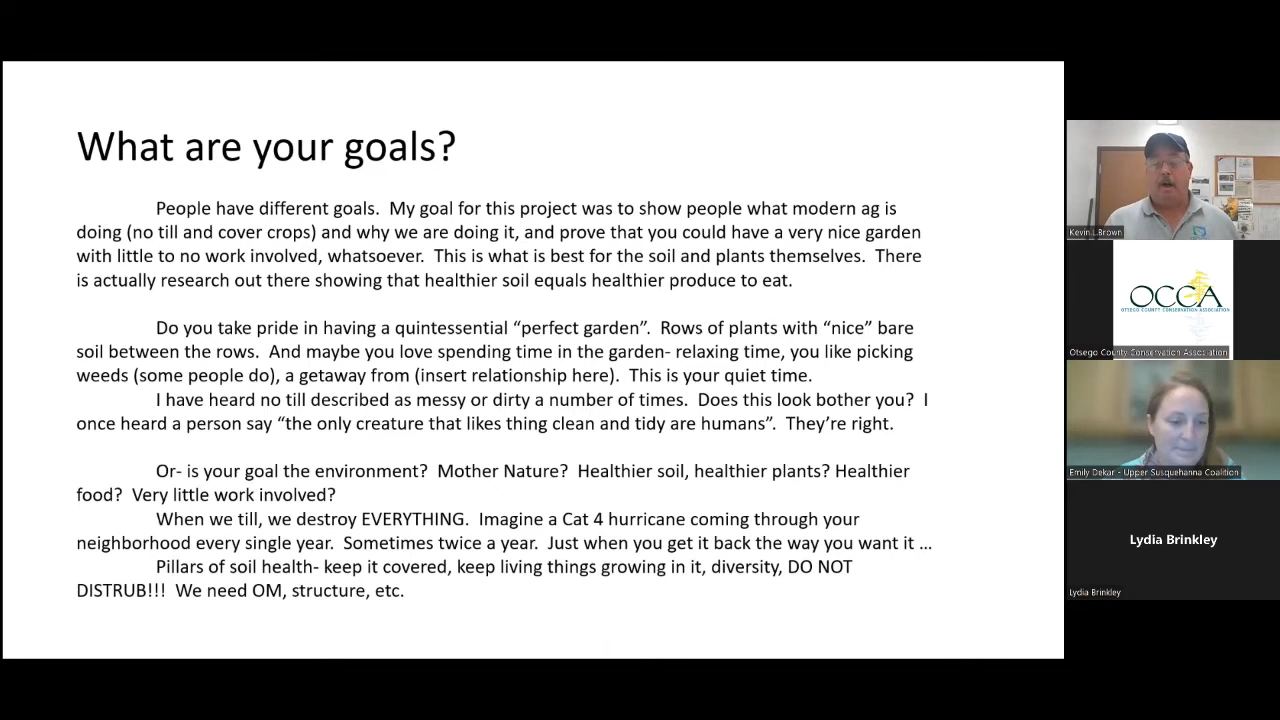 What are your goals?
People have different goals. My goal for this project was to show people what modern ag is
doing (no till and cover crops) and why we are doing it, and prove that you could have a very nice garden
with little to no work involved, whatsoever. This is what is best for the soil and plants themselves. There
is actually research out there showing that healthier soil equals healthier produce to eat.
Do you take pride in having a quintessential “perfect garden”. Rows of plants with “nice” bare
soil between the rows. And maybe you love spending time in the garden- relaxing time, you like picking
weeds (some people do), a getaway from (insert relationship here). This is your quiet time.
I have heard no till described as messy or dirty a number of times. Does this look bother you? I
once heard a person say “the only creature that likes thing clean and tidy are humans”. They’re right.
Or- is your goal the environment? Mother Nature? Healthier soil, healthier plants? Healthier
food? Very little work involved?
When we till, we destroy EVERYTHING. Imagine a Cat 4 hurricane coming through your
neighborhood every single year. Sometimes twice a year. Just when you get it back the way you want it …
Pillars of soil health- keep it covered, keep living things growing in it, diversity, DO NOT
DISTRUB!!! We need OM, structure, etc.
Kevin.L.Brown
OCCA
OTSEGO COUNTY CONSERVATION ASSOCIATION
Otsego County Conservation Association
Emily Dekar - Upper Susquehanna Coalition
Lydia Brinkley
Lydia Brinkley